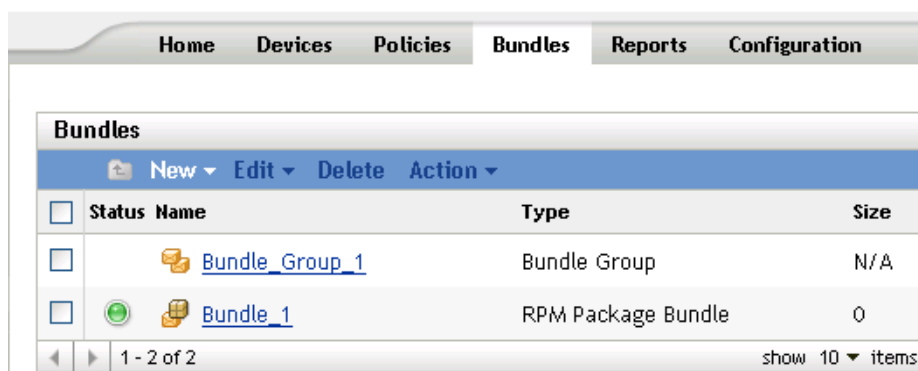 Home Devices Policies Bundles Reports Configuration
Bundles
New Edit Delete Action
Status Name Type Size
Bundle_Group_1 Bundle Group N/A
Bundle_1 RPM Package Bundle 0
1 - 2 of 2 show 10 items